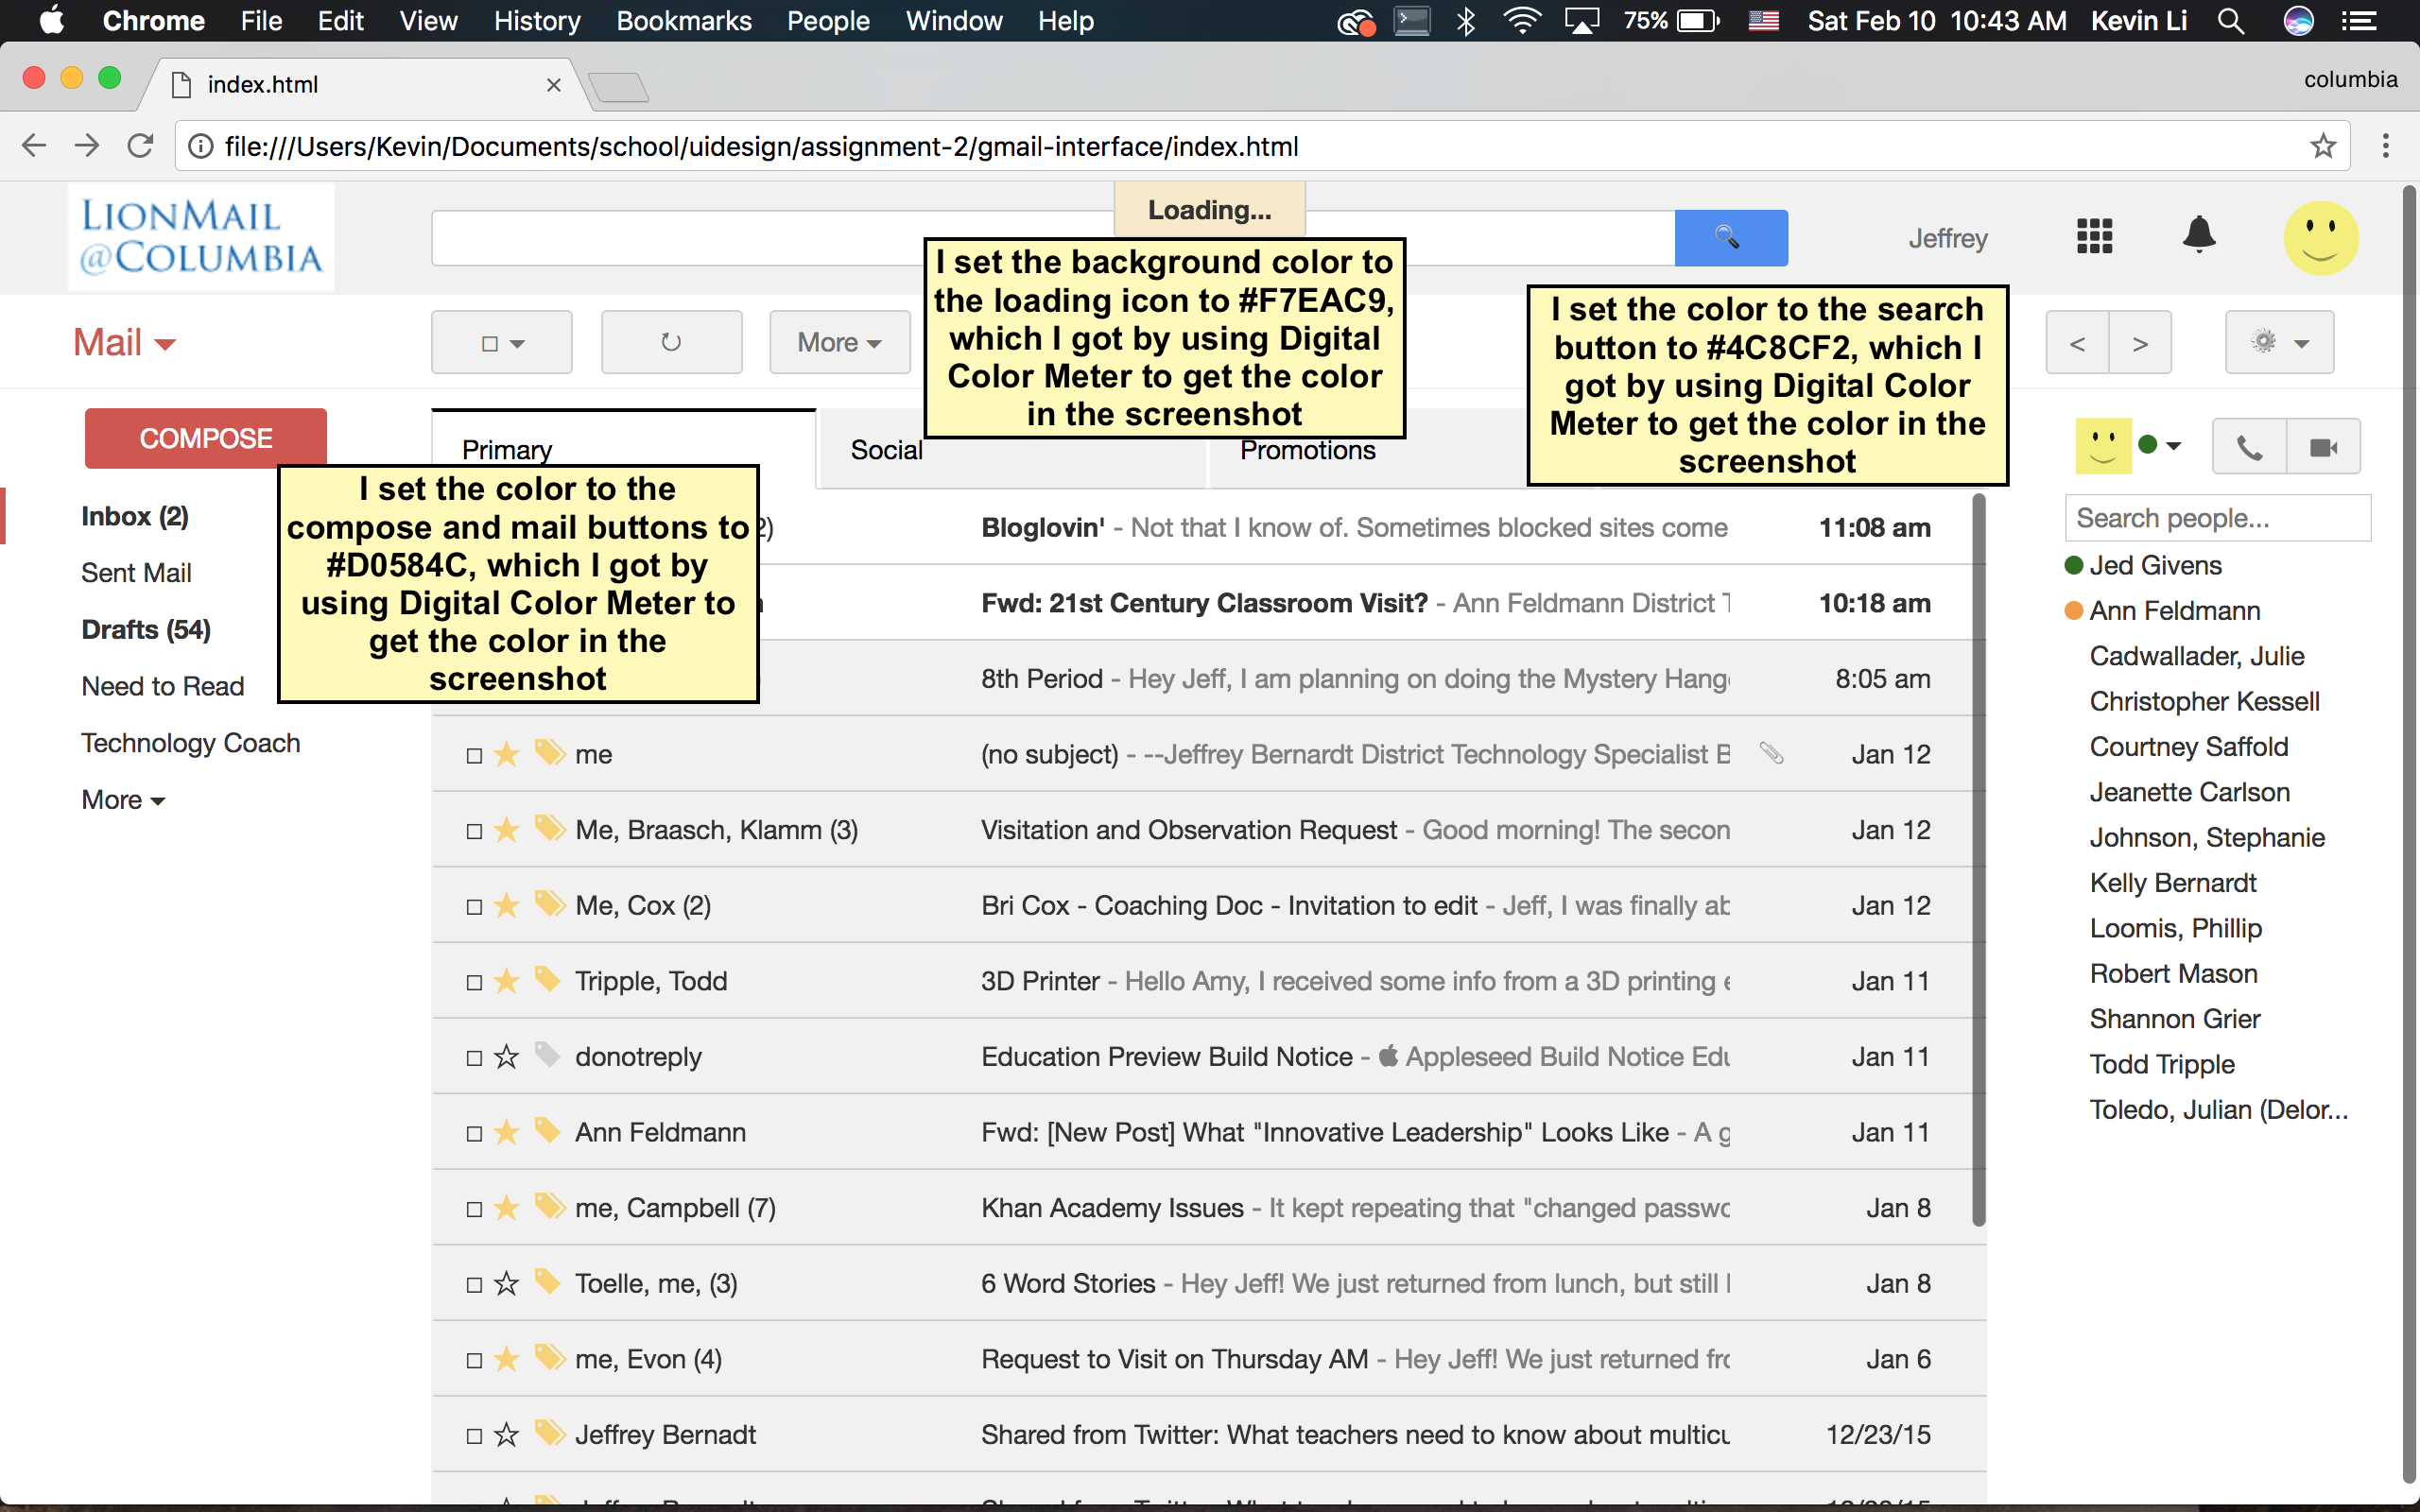 Chrome File Edit View History Bookmarks People Window Help 75% Sat Feb 10 10:43 AM Kevin Li
index.html
columbia
file:///Users/Kevin/Documents/school/uidesign/assignment-2/gmail-interface/index.html
LIONMAIL
@COLUMBIA
Loading...
Jeffrey
I set the background color to
the loading icon to #F7EAC9,
which I got by using Digital
Color Meter to get the color
in the screenshot
I set the color to the search
button to #4C8CF2, which I
got by using Digital Color
Meter to get the color in the
screenshot
Mail
More
< >
COMPOSE
Primary
Social
Promotions
I set the color to the
compose and mail buttons to
#D0584C, which I got by
using Digital Color Meter to
get the color in the
screenshot
Inbox (2)
Sent Mail
Drafts (54)
Need to Read
Technology Coach
More
2) Bloglovin' - Not that I know of. Sometimes blocked sites come 11:08 am
Fwd: 21st Century Classroom Visit? - Ann Feldmann District 10:18 am
8th Period - Hey Jeff, I am planning on doing the Mystery Hang 8:05 am
me (no subject) - --Jeffrey Bernardt District Technology Specialist B Jan 12
Me, Braasch, Klamm (3) Visitation and Observation Request - Good morning! The secon Jan 12
Me, Cox (2) Bri Cox - Coaching Doc - Invitation to edit - Jeff, I was finally ab Jan 12
Tripple, Todd 3D Printer - Hello Amy, I received some info from a 3D printing Jan 11
donotreply Education Preview Build Notice - Appleseed Build Notice Edu Jan 11
Ann Feldmann Fwd: [New Post] What "Innovative Leadership" Looks Like - A g Jan 11
me, Campbell (7) Khan Academy Issues - It kept repeating that "changed passwo Jan 8
Toelle, me, (3) 6 Word Stories - Hey Jeff! We just returned from lunch, but still Jan 8
me, Evon (4) Request to Visit on Thursday AM - Hey Jeff! We just returned fro Jan 6
Jeffrey Bernadt Shared from Twitter: What teachers need to know about multicu 12/23/15
Search people...
Jed Givens
Ann Feldmann
Cadwallader, Julie
Christopher Kessell
Courtney Saffold
Jeanette Carlson
Johnson, Stephanie
Kelly Bernardt
Loomis, Phillip
Robert Mason
Shannon Grier
Todd Tripple
Toledo, Julian (Delor...